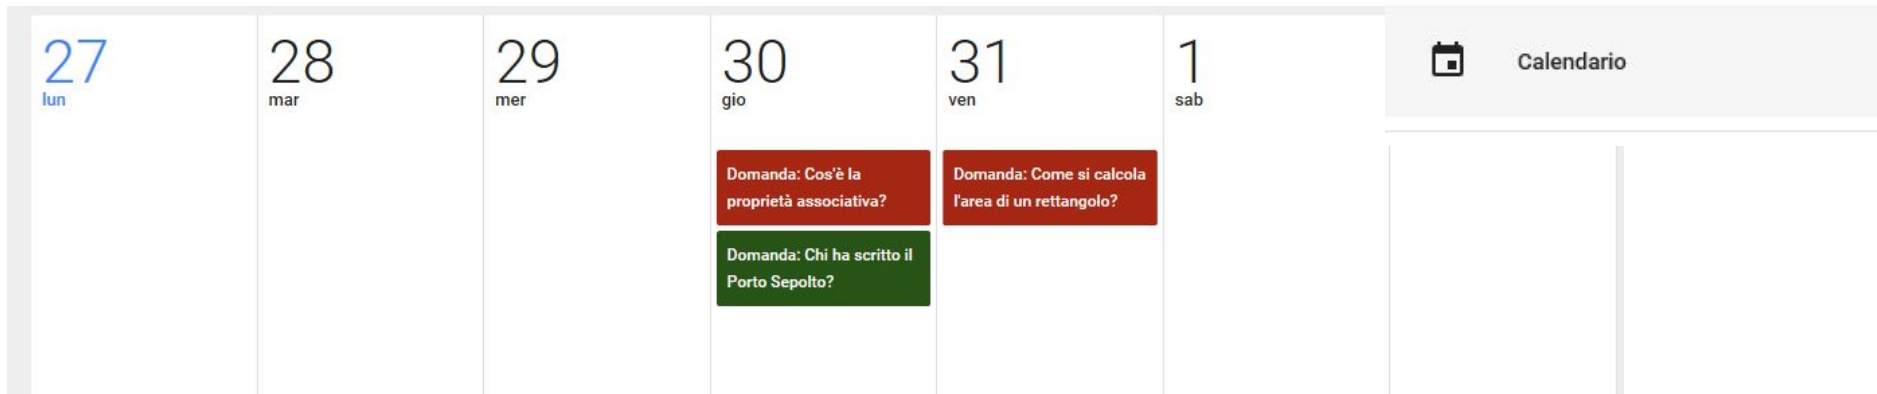 27
lun
28
mar
29
mer
30
gio
31
ven
1
sab
Calendario
Domanda: Cos'è la
proprietà associativa?
Domanda: Chi ha scritto il
Porto Sepolto?
Domanda: Come si calcola
l'area di un rettangolo?